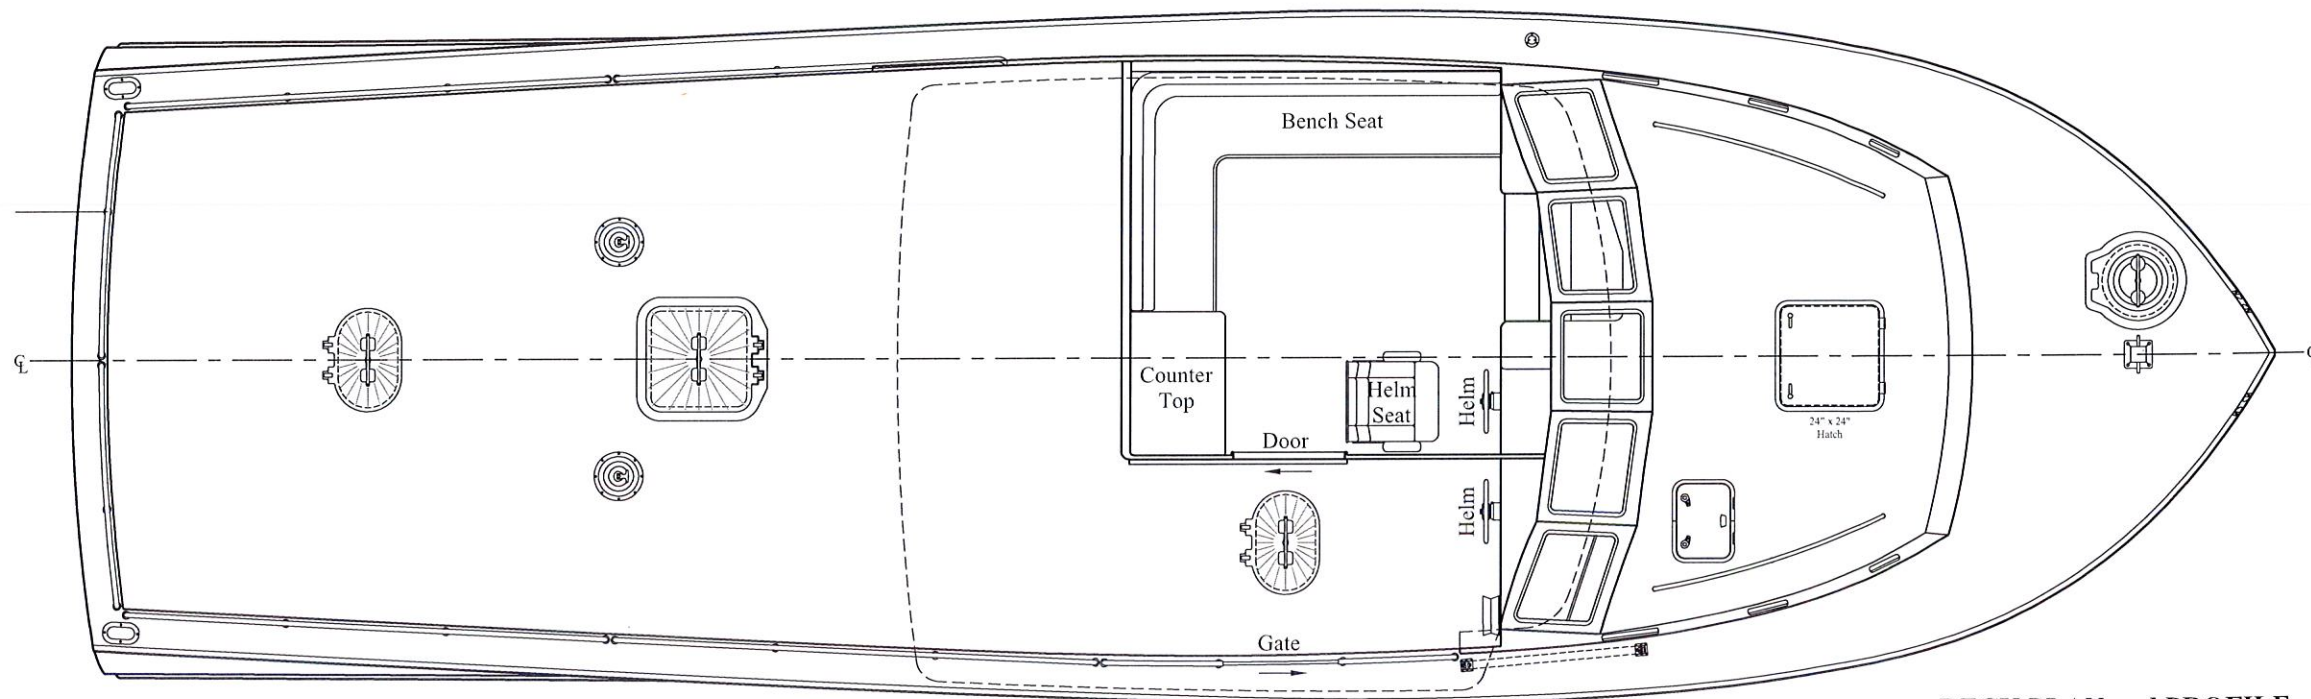 Bench Seat
℄
Counter
Top
Helm
Seat
Helm
Door
24" x 24"
Hatch
Helm
Gate